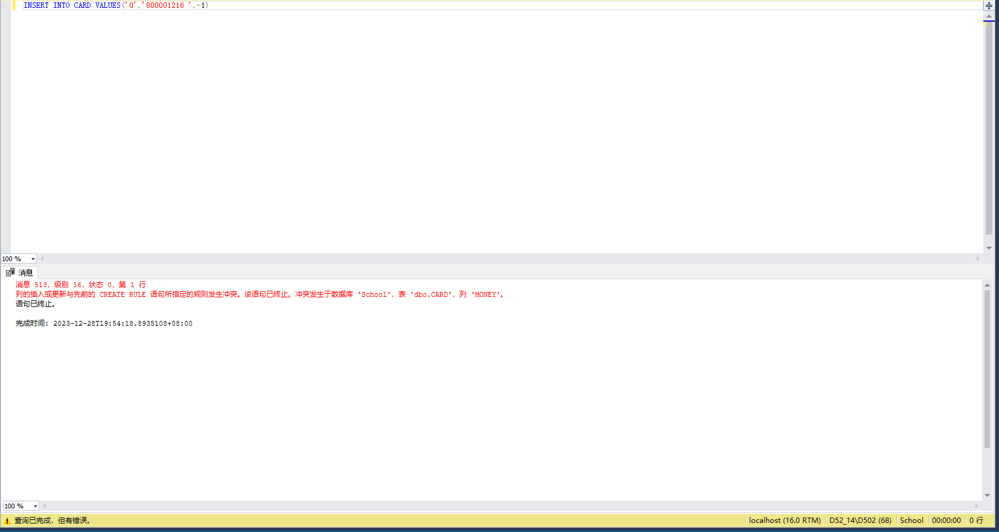 INSERT INTO CARD VALUES('0','800001216 ',-1)
100 %
消息
消息 513，级别 16，状态 0，第 1 行
列的插入或更新与先前的 CREATE RULE 语句所指定的规则发生冲突。该语句已终止。冲突发生于数据库 'School'，表 'dbo.CARD'，列 'MONEY'。
语句已终止。
完成时间: 2023-12-28T19:54:18.8935108+08:00
100 %
查询已完成，但有错误。 localhost (16.0 RTM) D52_14\D502 (68) School 00:00:00 0 行